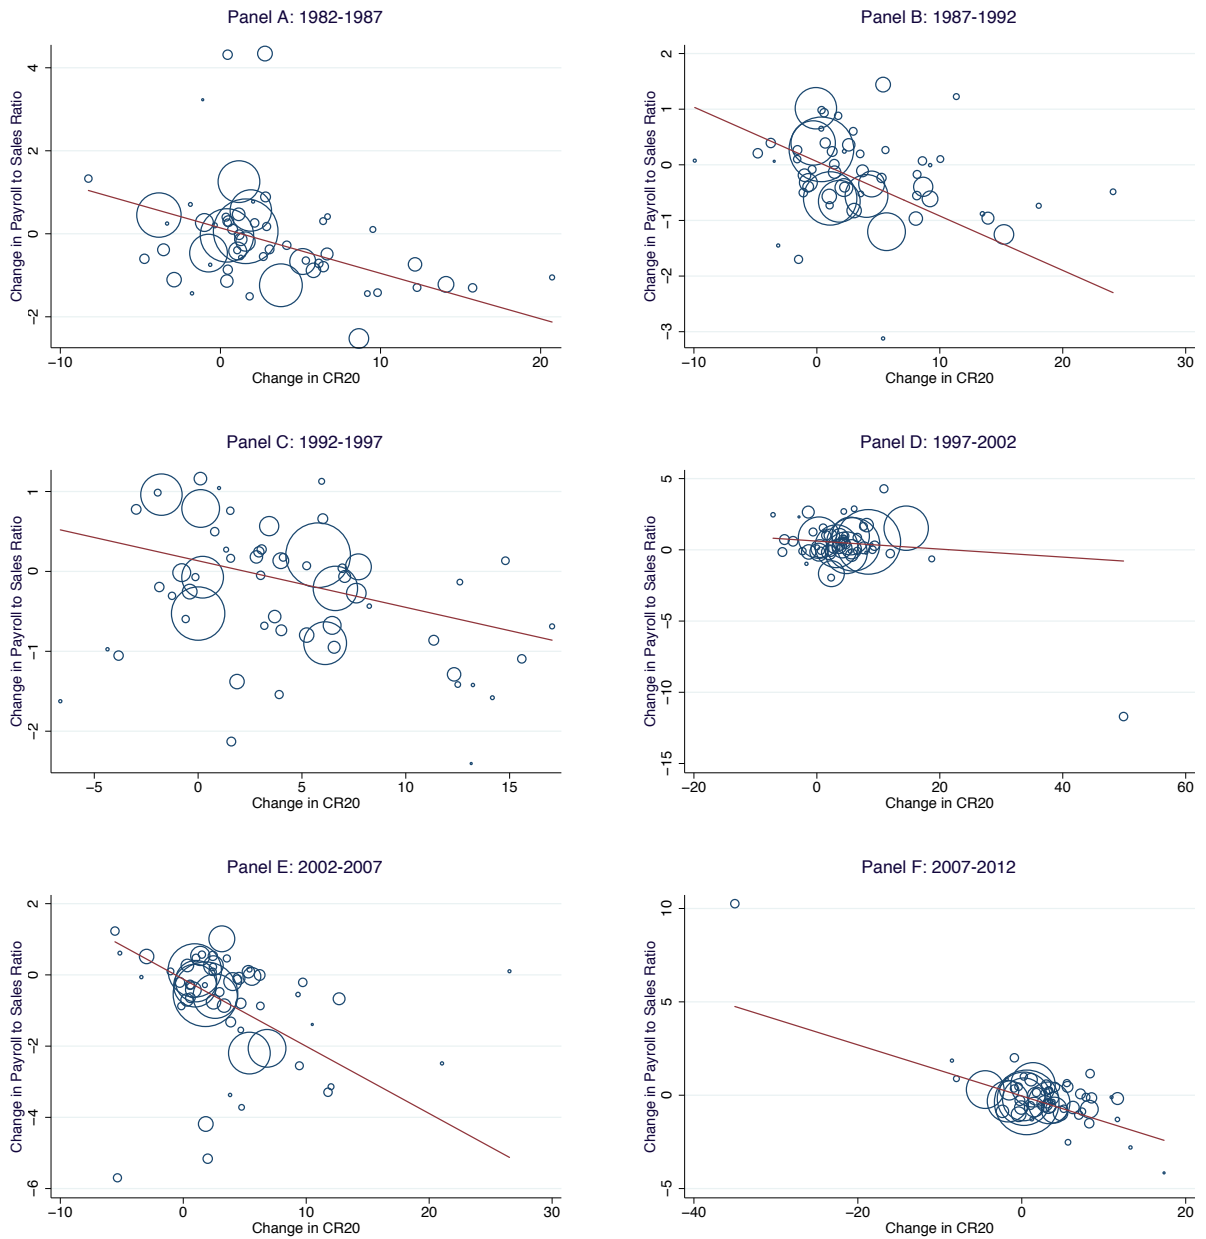 Panel A: 1982-1987
Change in Payroll to Sales Ratio
4
2
0
−2
−10 0 10 20
Change in CR20
Panel B: 1987-1992
Change in Payroll to Sales Ratio
2
1
0
−1
−2
−3
−10 0 10 20 30
Change in CR20
Panel C: 1992-1997
Change in Payroll to Sales Ratio
1
0
−1
−2
−5 0 5 10 15
Change in CR20
Panel D: 1997-2002
Change in Payroll to Sales Ratio
5
0
−5
−10
−15
−20 0 20 40 60
Change in CR20
Panel E: 2002-2007
Change in Payroll to Sales Ratio
2
0
−2
−4
−6
−10 0 10 20 30
Change in CR20
Panel F: 2007-2012
Change in Payroll to Sales Ratio
10
5
0
−5
−40 −20 0 20
Change in CR20